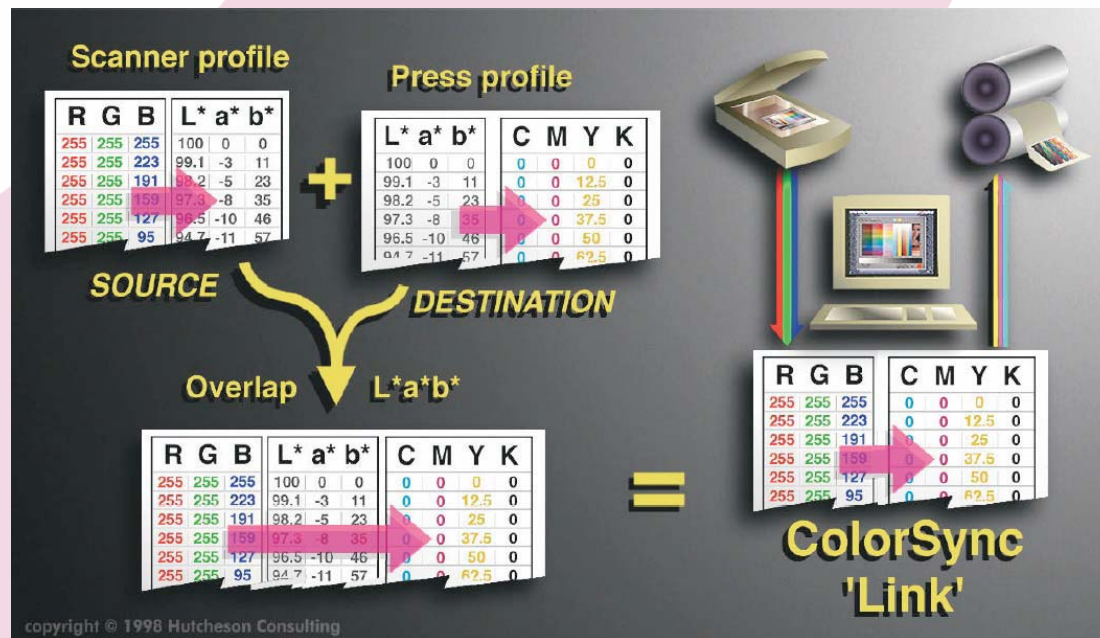 Scanner profile
R G B L* a* b*
255 255 255 100 0 0
255 255 223 99.1 -3 11
255 255 191 98.2 -5 23
255 255 159 97.3 -8 35
255 255 127 96.5 -10 46
255 255 95 94.7 -11 57
SOURCE
+
Press profile
L* a* b* C M Y K
100 0 0 0 0 0 0
99.1 -3 11 0 0 12.5 0
98.2 -5 23 0 0 25 0
97.3 -8 35 0 0 37.5 0
96.5 -10 46 0 0 50 0
94.7 -11 57 0 0 62.5 0
DESTINATION
Overlap L*a*b*
R G B L* a* b* C M Y K
255 255 255 100 0 0 0 0 0 0
255 255 223 99.1 -3 11 0 0 12.5 0
255 255 191 98.2 -5 23 0 0 25 0
255 255 159 97.3 -8 35 0 0 37.5 0
255 255 127 96.5 -10 46 0 0 50 0
255 255 95 94.7 -11 57 0 0 62.5 0
=
R G B C M Y K
255 255 255 0 0 0 0
255 255 223 0 0 12.5 0
255 255 191 0 0 25 0
255 255 159 0 0 37.5 0
255 255 127 0 0 50 0
255 255 95 0 0 62.5 0
ColorSync
'Link'
copyright © 1998 Hutcheson Consulting